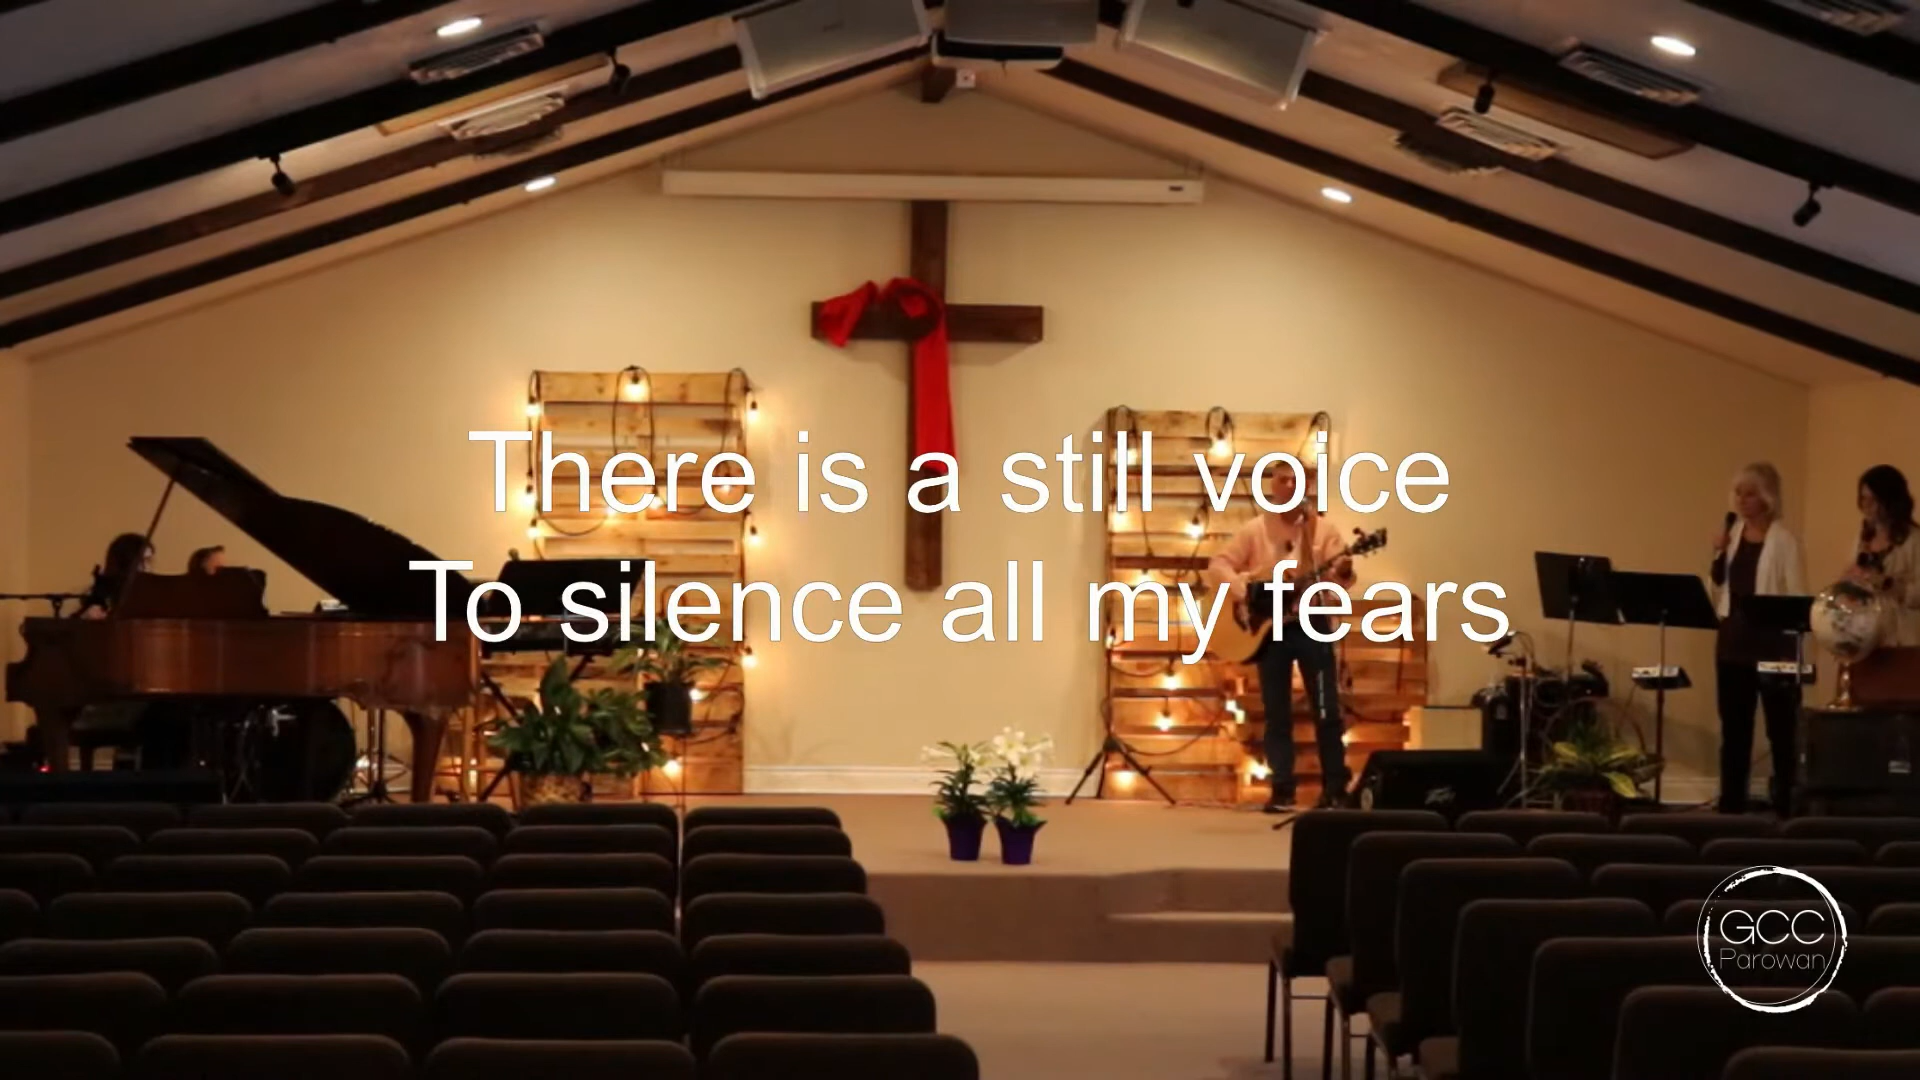 There is a still voice
To silence all my fears
GCC
Parowan